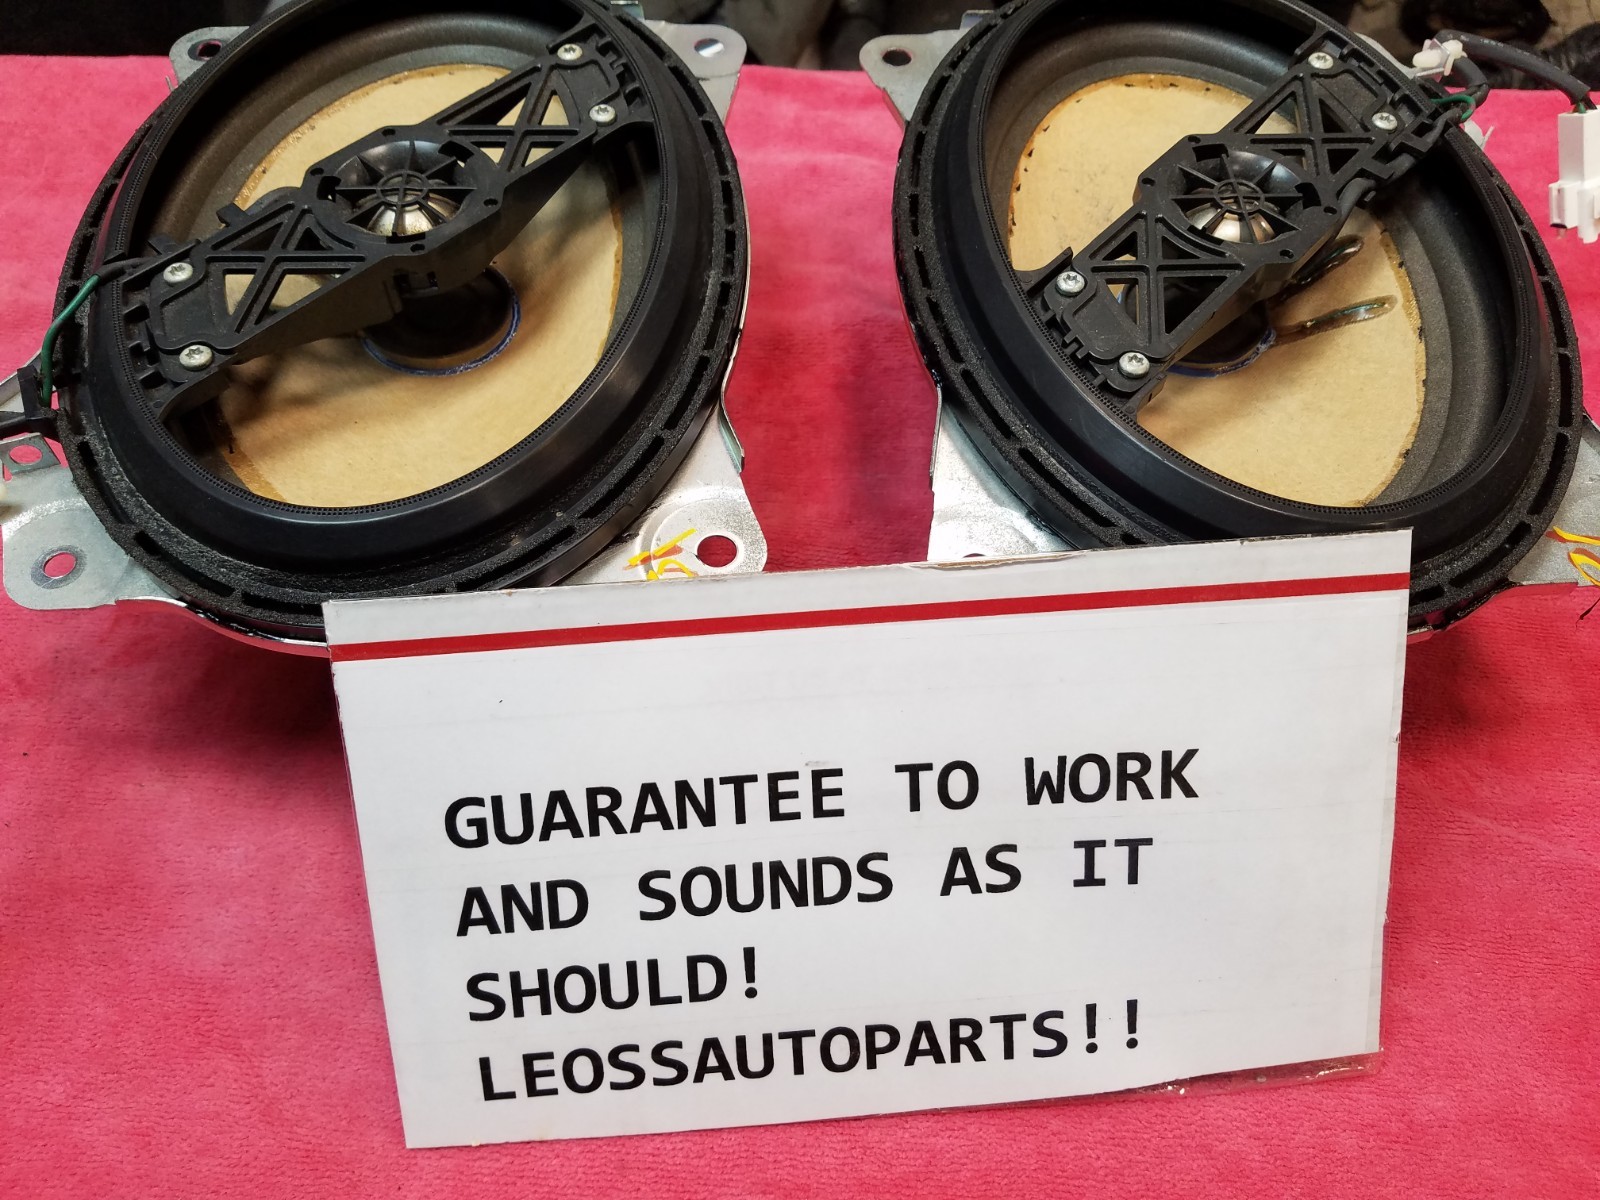 GUARANTEE TO WORK
AND SOUNDS AS IT
SHOULD!
LEOSSAUTOPARTS!!